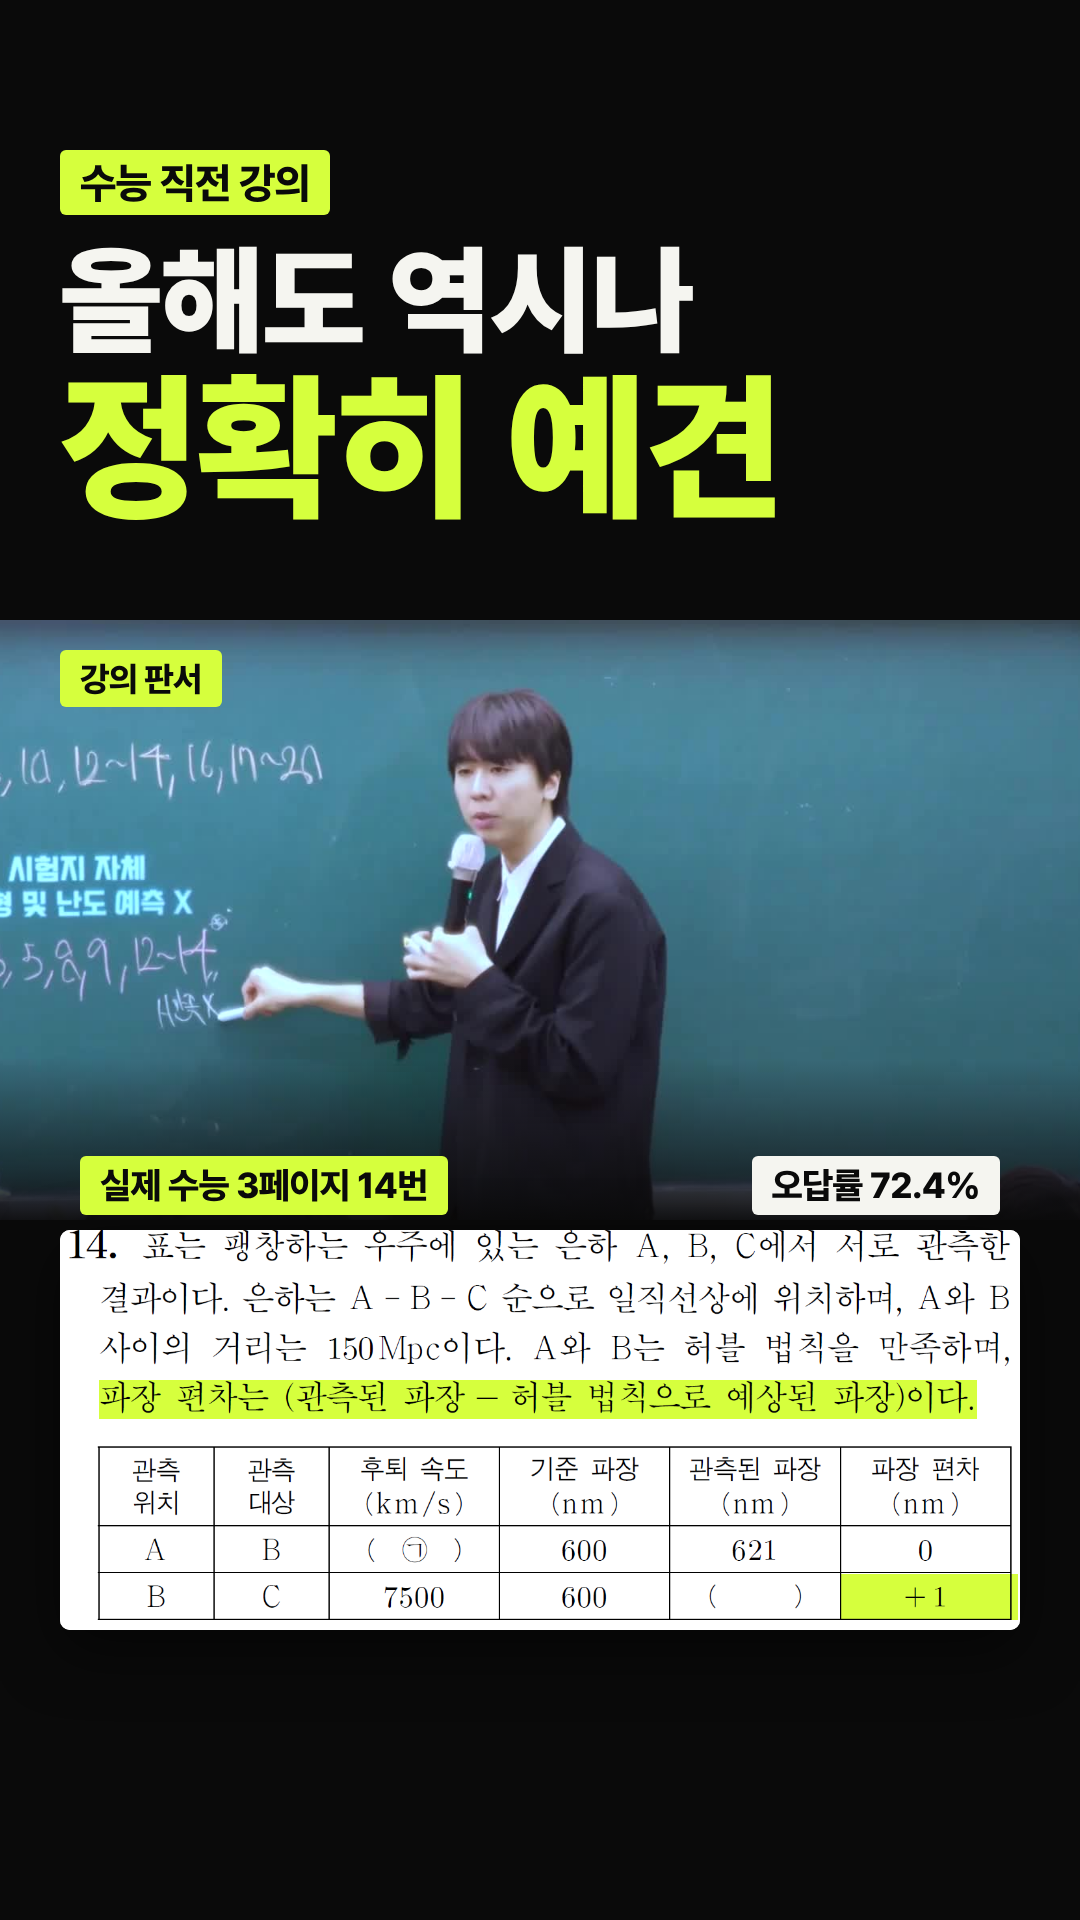 수능 직전 강의
올해도 역시나
정확히 예견
강의 판서
, 10, 12~14, 16, 17~20
시험지 자체
형 및 난도 예측 X
, 5, 8, 9, 12~14
실제 수능 3페이지 14번
오답률 72.4%
14. 표는 팽창하는 우주에 있는 은하 A, B, C에서 서로 관측한
결과이다. 은하는 A - B - C 순으로 일직선상에 위치하며, A와 B
사이의 거리는 150 Mpc이다. A와 B는 허블 법칙을 만족하며,
파장 편차는 (관측된 파장 - 허블 법칙으로 예상된 파장)이다.
관측 위치 관측 대상 후퇴 속도 (km/s) 기준 파장 (nm) 관측된 파장 (nm) 파장 편차 (nm)
A B ( ㉠ ) 600 621 0
B C 7500 600 ( ) +1